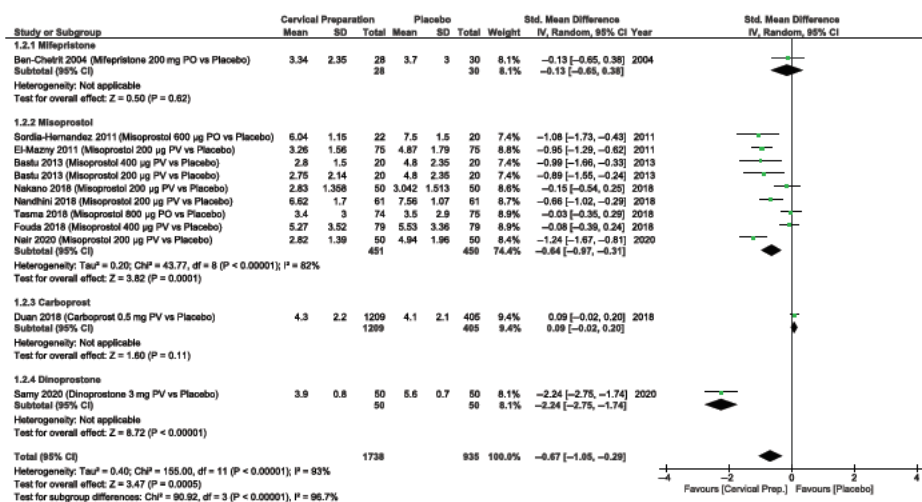 Cervical Preparation Placebo Std. Mean Difference Std. Mean Difference
Study or Subgroup Mean SD Total Mean SD Total Weight IV, Random, 95% CI Year IV, Random, 95% CI
1.2.1 Mifepristone
Ben-Chetrit 2004 (Mifepristone 200 mg PO vs Placebo) 3.34 2.35 28 3.7 3 30 8.1% −0.13 [−0.65, 0.38] 2004
Subtotal (95% CI) 28 30 8.1% −0.13 [−0.65, 0.38]
Heterogeneity: Not applicable
Test for overall effect: Z = 0.50 (P = 0.62)
1.2.2 Misoprostol
Sordia-Hernandez 2011 (Misoprostol 600 µg PO vs Placebo) 6.04 1.15 22 7.5 1.5 20 7.4% −1.08 [−1.73, −0.43] 2011
El-Mazny 2011 (Misoprostol 200 µg PV vs Placebo) 3.26 1.56 75 4.87 1.79 75 9.0% −0.95 [−1.29, −0.62] 2011
Bastu 2013 (Misoprostol 400 µg PV vs Placebo) 2.8 1.5 20 4.8 2.35 20 7.3% −0.99 [−1.66, −0.33] 2013
Bastu 2013 (Misoprostol 200 µg PV vs Placebo) 2.75 2.14 20 4.8 2.35 20 7.4% −0.89 [−1.55, −0.24] 2013
Nakano 2018 (Misoprostol 200 µg PV vs Placebo) 2.83 1.358 50 3.042 1.513 50 8.7% −0.15 [−0.54, 0.25] 2018
Nandhini 2018 (Misoprostol 200 µg PV vs Placebo) 6.62 1.7 61 7.56 1.07 61 8.9% −0.66 [−1.02, −0.29] 2018
Tasma 2018 (Misoprostol 800 µg PO vs Placebo) 3.4 3 74 3.5 2.9 75 9.0% −0.03 [−0.35, 0.29] 2018
Fouda 2018 (Misoprostol 400 µg PV vs Placebo) 5.27 3.52 79 5.53 3.36 79 9.0% −0.08 [−0.39, 0.24] 2018
Nair 2020 (Misoprostol 200 µg PV vs Placebo) 2.82 1.39 50 4.94 1.96 50 8.5% −1.24 [−1.67, −0.81] 2020
Subtotal (95% CI) 451 450 74.4% −0.64 [−0.97, −0.31]
Heterogeneity: Tau² = 0.20; Chi² = 43.77, df = 8 (P < 0.00001); I² = 82%
Test for overall effect: Z = 3.82 (P = 0.0001)
1.2.3 Carboprost
Duan 2018 (Carboprost 0.5 mg PV vs Placebo) 4.3 2.2 1209 4.1 2.1 405 9.4% 0.09 [−0.02, 0.20] 2018
Subtotal (95% CI) 1209 405 9.4% 0.09 [−0.02, 0.20]
Heterogeneity: Not applicable
Test for overall effect: Z = 1.60 (P = 0.11)
1.2.4 Dinoprostone
Samy 2020 (Dinoprostone 3 mg PV vs Placebo) 3.9 0.8 50 5.6 0.7 50 8.1% −2.24 [−2.75, −1.74] 2020
Subtotal (95% CI) 50 50 8.1% −2.24 [−2.75, −1.74]
Heterogeneity: Not applicable
Test for overall effect: Z = 8.72 (P < 0.00001)
Total (95% CI) 1738 935 100.0% −0.67 [−1.05, −0.29]
Heterogeneity: Tau² = 0.40; Chi² = 155.00, df = 11 (P < 0.00001); I² = 93%
Test for overall effect: Z = 3.47 (P = 0.0005)
Test for subgroup differences: Chi² = 90.92, df = 3 (P < 0.00001), I² = 96.7%
−4 −2 0 2 4
Favours [Cervical Prep.] Favours [Placebo]